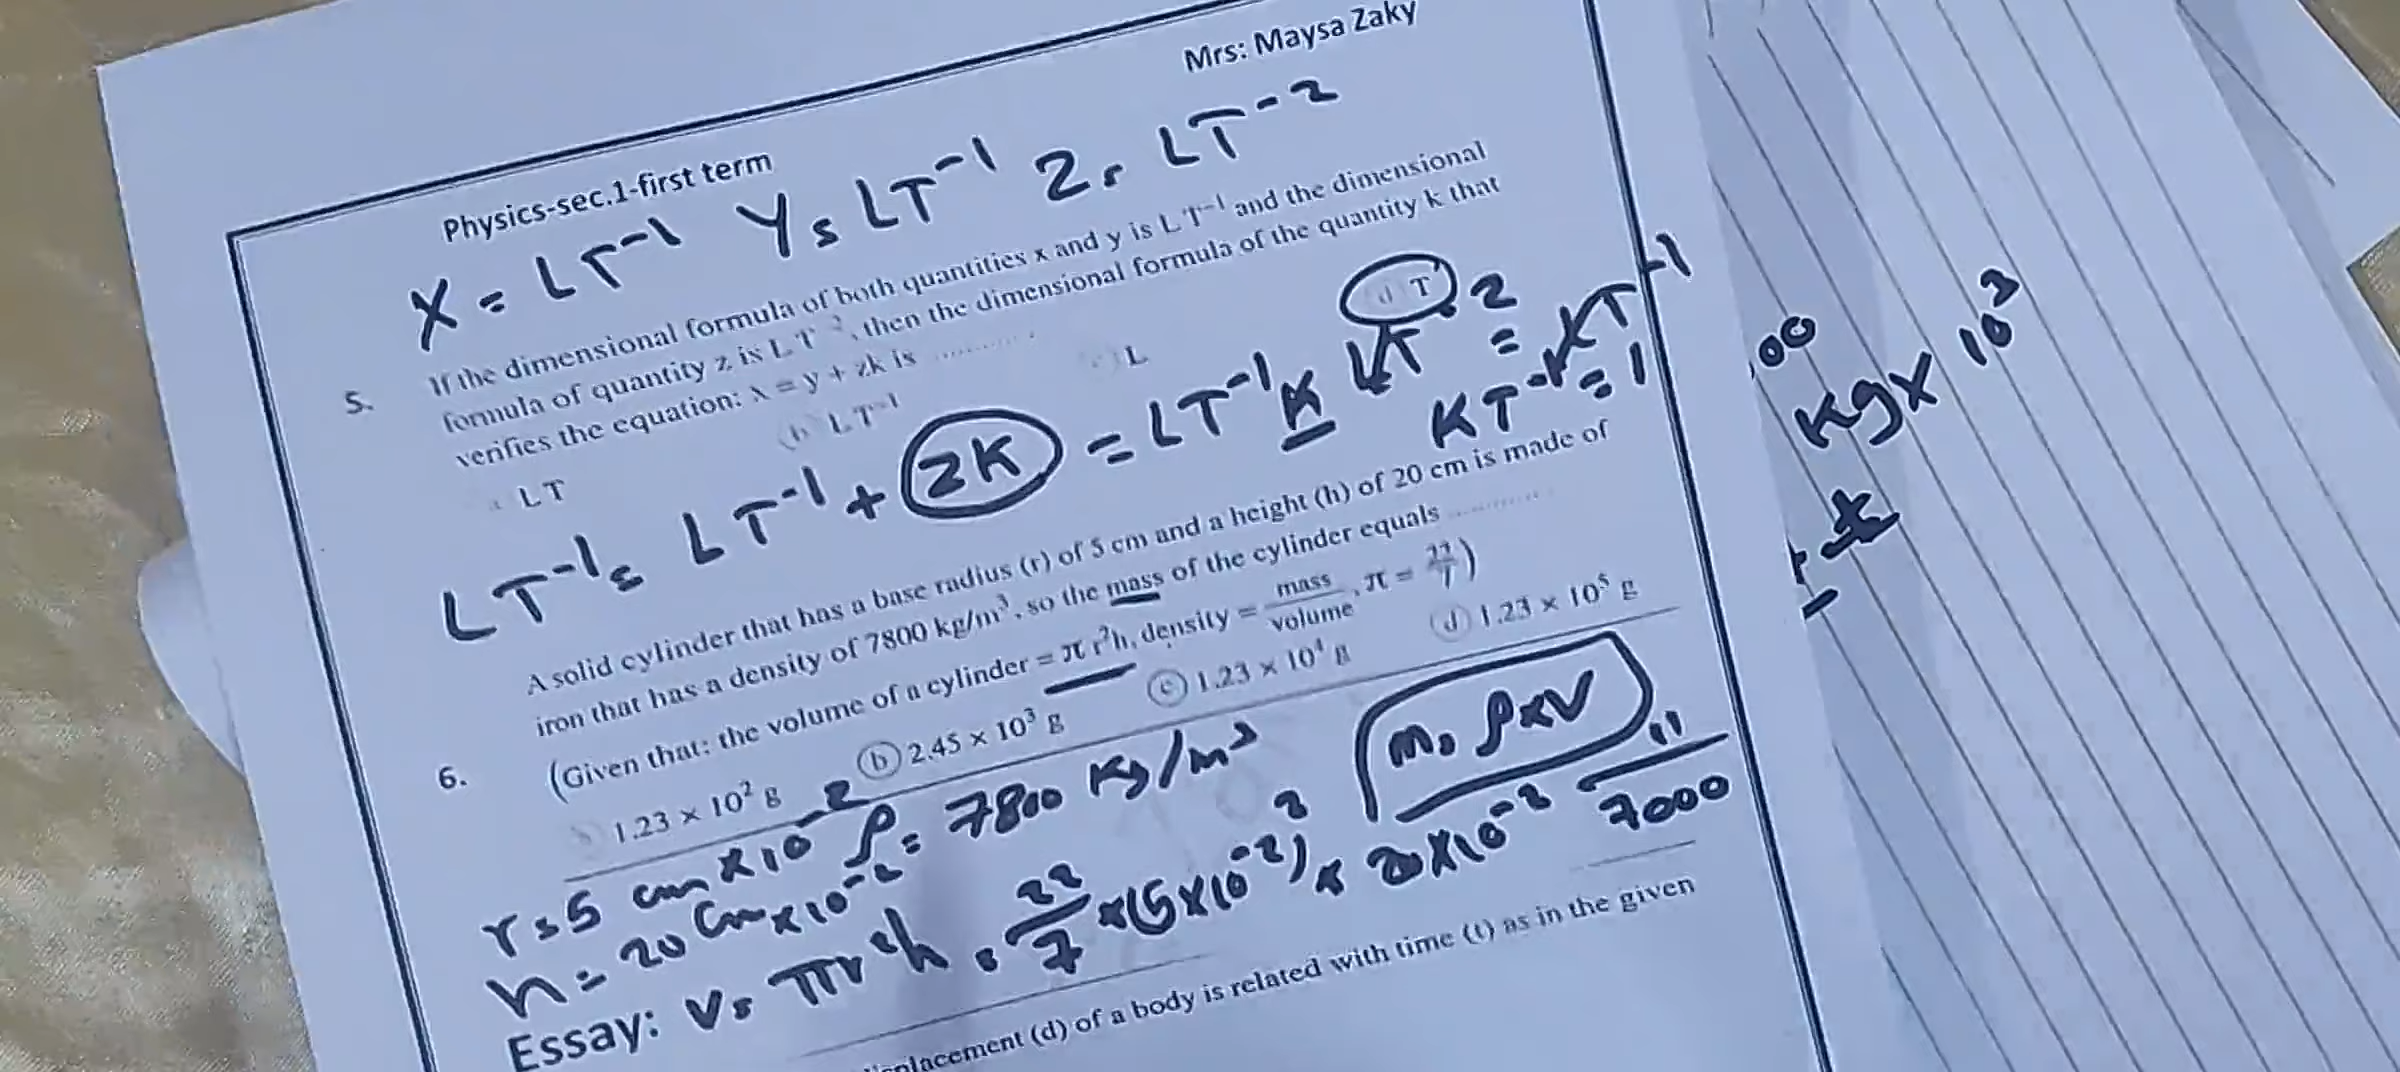 Mrs: Maysa Zaky
Physics-sec.1-first term
X = LT⁻¹ Y = LT⁻¹ Z = LT⁻²
5. If the dimensional formula of both quantities x and y is LT⁻¹ and the dimensional
formula of quantity z is LT⁻², then the dimensional formula of the quantity k that
verifies the equation: x = y + zk is ............
a LT (b LT⁻¹ (c) L d T
K LT⁻² = LT⁻¹
KT⁻¹ = 1
LT⁻¹ = LT⁻¹ + ZK = LT⁻¹
6. A solid cylinder that has a base radius (r) of 5 cm and a height (h) of 20 cm is made of
iron that has a density of 7800 kg/m³, so the mass of the cylinder equals ............
(Given that: the volume of a cylinder = π r²h, density = mass/volume, π = 22/7)
a) 1.23 × 10² g (b) 2.45 × 10³ g (c) 1.23 × 10⁴ g (d) 1.23 × 10⁵ g
m = ρ×V
r = 5 cm ×10⁻² ρ = 7800 Kg/m³
h = 20 cm ×10⁻²
V = πr²h = 22/7 ×(5×10⁻²)² × 20×10⁻² = 11/7000
Essay:
placement (d) of a body is related with time (t) as in the given
00
Kg × 10³